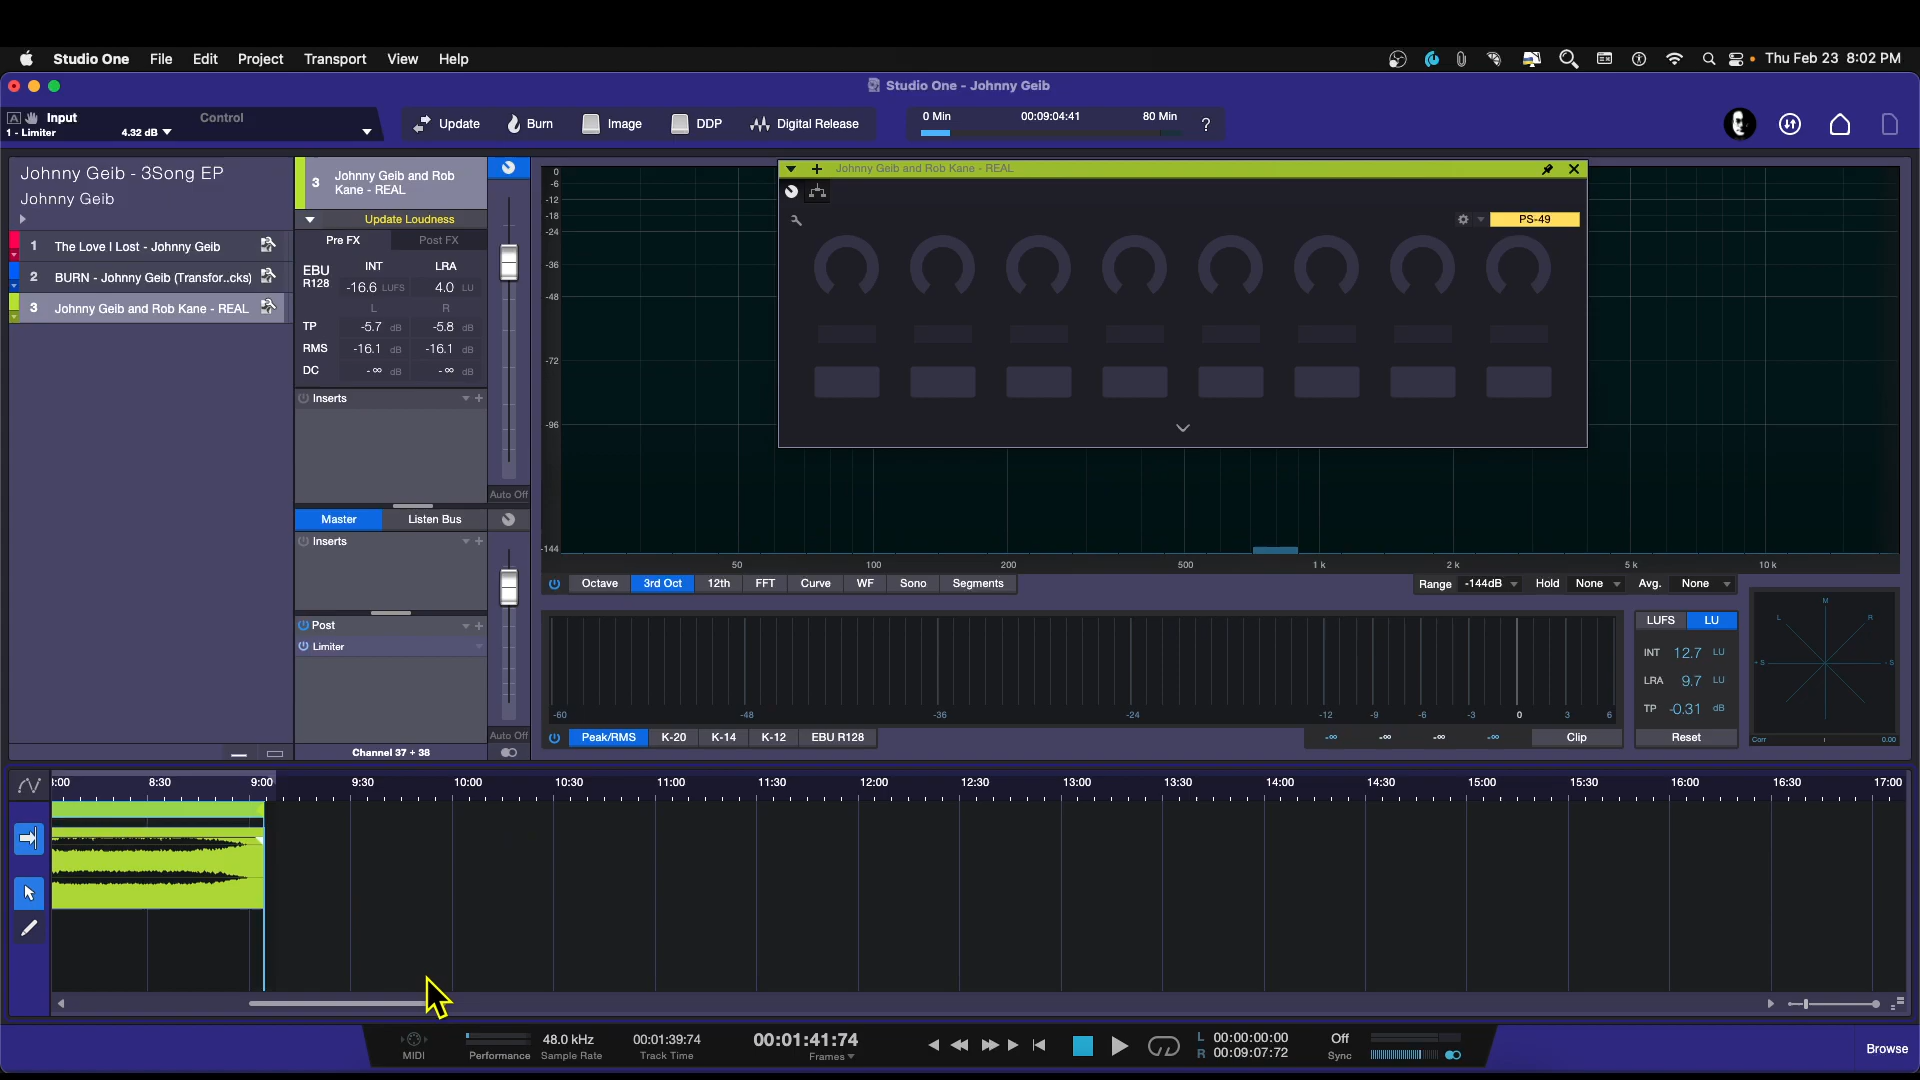 Studio One File Edit Project Transport View Help
Thu Feb 23 8:02 PM
Studio One - Johnny Geib
A Input
Control
1 - Limiter 4.32 dB
Update Burn Image DDP Digital Release
0 Min 00:09:04:41 80 Min ?
Johnny Geib - 3Song EP
Johnny Geib
1 The Love I Lost - Johnny Geib
2 BURN - Johnny Geib (Transfor..cks)
3 Johnny Geib and Rob Kane - REAL
3 Johnny Geib and Rob
Kane - REAL
Update Loudness
Pre FX Post FX
EBU
R128
INT LRA
-16.6 LUFS 4.0 LU
L R
TP -5.7 dB -5.8 dB
RMS -16.1 dB -16.1 dB
DC -∞ dB -∞ dB
Inserts
Auto Off
Master Listen Bus
Inserts
Post
Limiter
Auto Off
Channel 37 + 38
Johnny Geib and Rob Kane - REAL
PS-49
0
-6
-12
-18
-24
-36
-48
-72
-96
-144
50 100 200 500 1 k 2 k 5 k 10 k
Octave 3rd Oct 12th FFT Curve WF Sono Segments
Range -144dB Hold None Avg. None
-60 -48 -36 -24 -12 -9 -6 -3 0 3 6
Peak/RMS K-20 K-14 K-12 EBU R128
-∞ -∞ -∞ -∞ Clip
LUFS LU
INT 12.7 LU
LRA 9.7 LU
TP -0.31 dB
Reset
M
L R
+S -S
Corr 0.00
:00 8:30 9:00 9:30 10:00 10:30 11:00 11:30 12:00 12:30 13:00 13:30 14:00 14:30 15:00 15:30 16:00 16:30 17:00
MIDI
Performance
48.0 kHz
Sample Rate
00:01:39:74
Track Time
00:01:41:74
Frames
L 00:00:00:00
R 00:09:07:72
Off
Sync
Browse